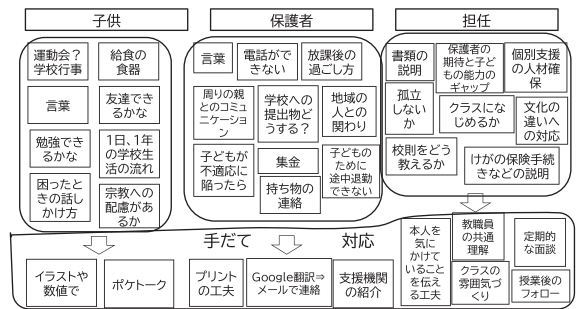 子供
運動会？
学校行事
給食の
食器
言葉
友達でき
るかな
勉強でき
るかな
1日、1年
の学校生
活の流れ
困ったと
きの話し
かけ方
宗教への
配慮があ
るか
保護者
言葉
電話がで
きない
放課後の
過ごし方
周りの親
とのコミュ
ニケーショ
ン
学校への
提出物ど
うする？
地域の
人との
関わり
子どもが
不適応に
陥ったら
集金
持ち物の
連絡
子どもの
ために
途中退勤
できない
担任
書類の
説明
保護者の
期待と子ど
もの能力の
ギャップ
個別支援
の人材確
保
孤立
しない
か
クラスにな
じめるか
文化の
違いへ
の対応
校則をどう
教えるか
けがの保険手続
きなどの説明
手だて
対応
イラストや
数値で
ポケトーク
プリント
の工夫
Google翻訳⇒
メールで連絡
支援機関
の紹介
本人を
気に
かけて
いること
を伝え
る工夫
教職員
の共通
理解
クラスの
雰囲気づ
くり
定期的
な面談
授業後の
フォロー